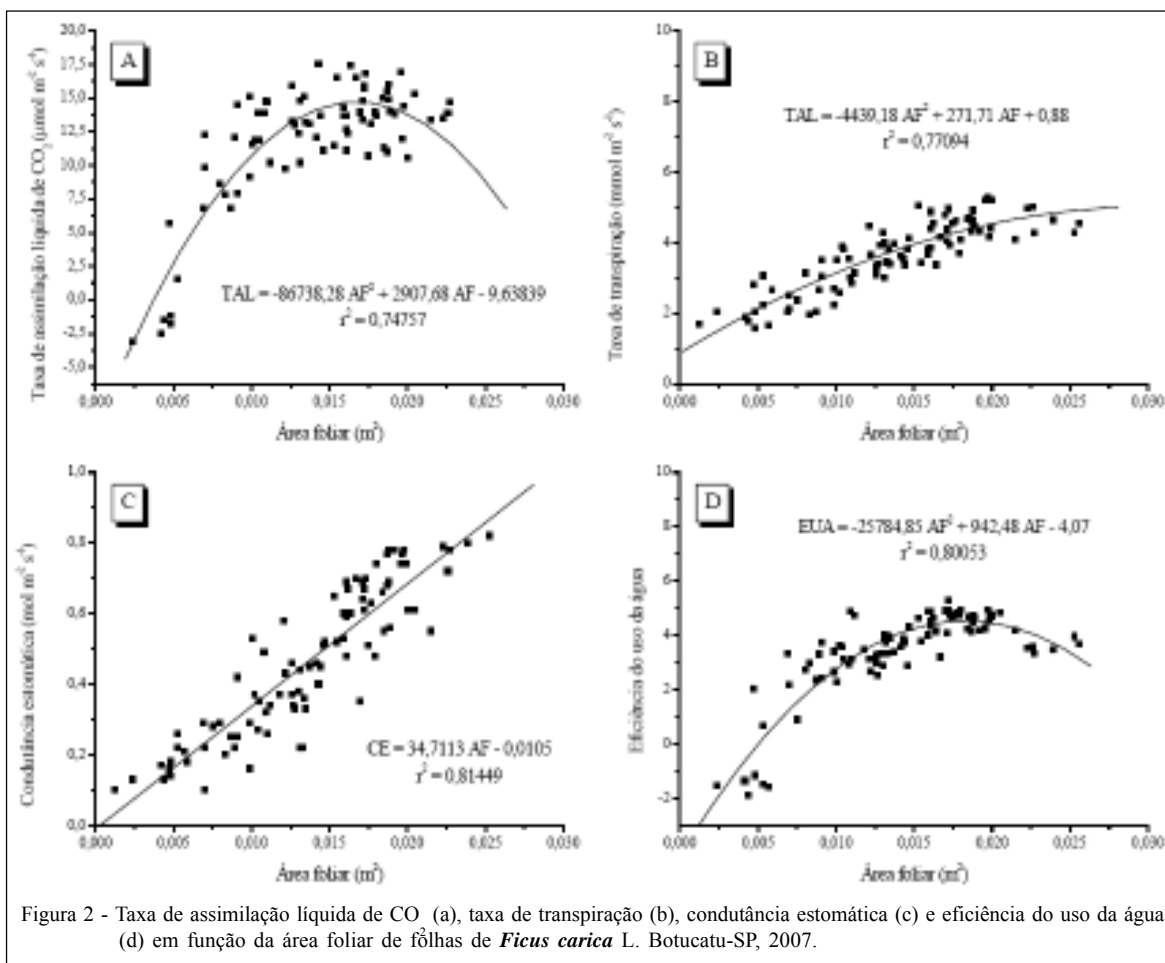 A
Taxa de assimilação líquida de CO₂ (µmol m⁻² s⁻¹)
20,0
17,5
15,0
12,5
10,0
7,5
5,0
2,5
0,0
-2,5
-5,0
TAL = -86738,28 AF² + 2907,68 AF - 9,63839
r² = 0,74757
0,000 0,005 0,010 0,015 0,020 0,025 0,030
Área foliar (m²)
B
Taxa de transpiração (mmol m⁻² s⁻¹)
10
8
6
4
2
0
TAL = -4439,18 AF² + 271,71 AF + 0,88
r² = 0,77094
0,000 0,005 0,010 0,015 0,020 0,025 0,030
Área foliar (m²)
C
Condutância estomática (mol m⁻² s⁻¹)
1,0
0,8
0,6
0,4
0,2
0,0
CE = 34,7113 AF - 0,0105
r² = 0,81449
0,000 0,005 0,010 0,015 0,020 0,025 0,030
Área foliar (m²)
D
Eficiência do uso da água
10
8
6
4
2
0
-2
EUA = -25784,85 AF² + 942,48 AF - 4,07
r² = 0,80053
0,000 0,005 0,010 0,015 0,020 0,025 0,030
Área foliar (m²)
Figura 2 - Taxa de assimilação líquida de CO₂ (a), taxa de transpiração (b), condutância estomática (c) e eficiência do uso da água
(d) em função da área foliar de folhas de Ficus carica L. Botucatu-SP, 2007.